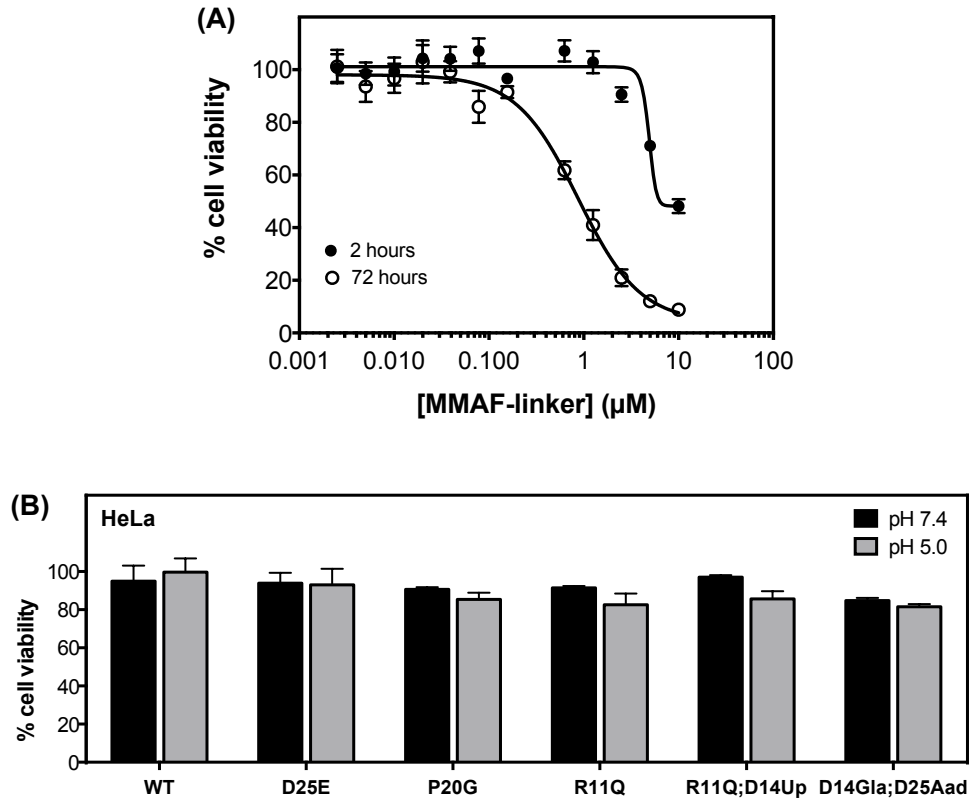 (A)
% cell viability
100
80
60
40
20
0
2 hours
72 hours
0.001 0.010 0.100 1 10 100
[MMAF-linker] (µM)
(B)
HeLa
pH 7.4
pH 5.0
% cell viability
100
80
60
40
20
0
WT D25E P20G R11Q R11Q;D14Up D14Gla;D25Aad